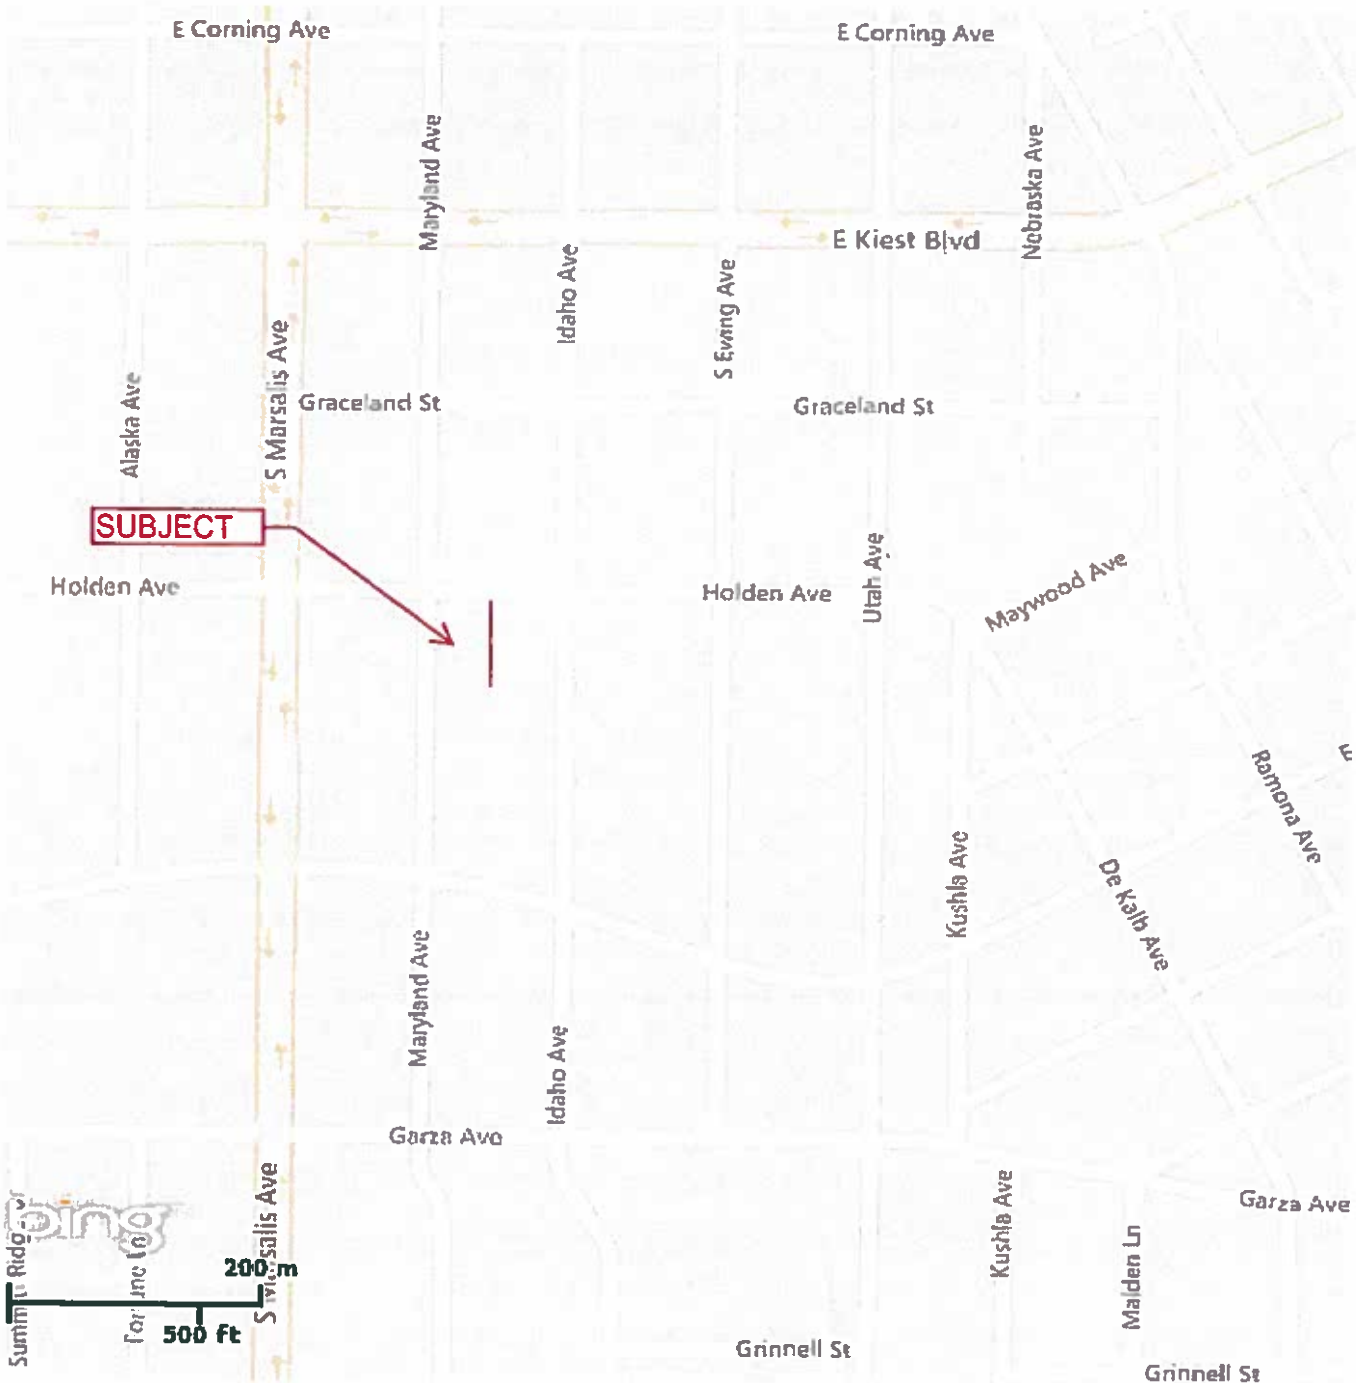 E Corning Ave
E Corning Ave
Maryland Ave
Nebraska Ave
E Kiest Blvd
Idaho Ave
S Ewing Ave
S Marsalis Ave
Alaska Ave
Graceland St
Graceland St
SUBJECT
Holden Ave
Holden Ave
Utah Ave
Maywood Ave
Ramona Ave
E
Kushla Ave
De Kalb Ave
Maryland Ave
Idaho Ave
Garza Ave
Garza Ave
S Marsalis Ave
Kushla Ave
Malden Ln
bing
200 m
500 ft
Grinnell St
Grinnell St